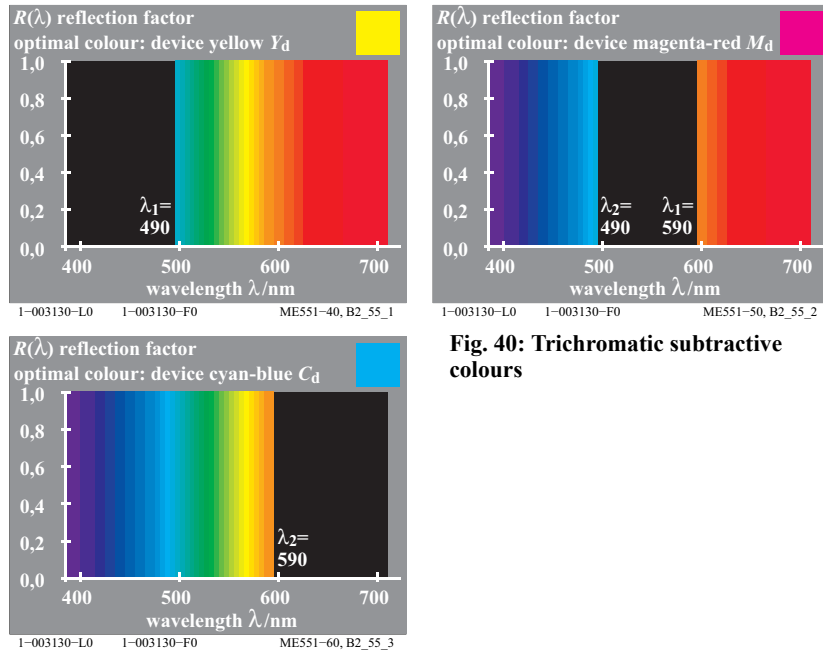 R(λ) reflection factor
optimal colour: device yellow Yd
1,0
0,8
0,6
0,4
0,2
0,0
λ1=
490
400 500 600 700
wavelength λ/nm
1−003130−L0 1−003130−F0 ME551−40, B2_55_1
R(λ) reflection factor
optimal colour: device magenta-red Md
1,0
0,8
0,6
0,4
0,2
0,0
λ2= λ1=
490 590
400 500 600 700
wavelength λ/nm
1−003130−L0 1−003130−F0 ME551−50, B2_55_2
R(λ) reflection factor
optimal colour: device cyan-blue Cd
1,0
0,8
0,6
0,4
0,2
0,0
λ2=
590
400 500 600 700
wavelength λ/nm
1−003130−L0 1−003130−F0 ME551−60, B2_55_3
Fig. 40: Trichromatic subtractive
colours